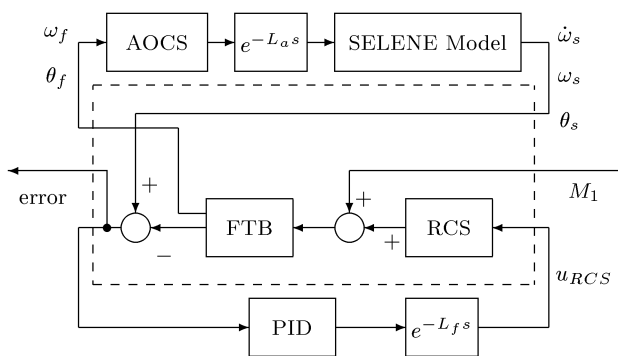 ω_f AOCS e^{-L_a s} SELENE Model ω̇_s
θ_f ω_s
θ_s
+
error + M_1
FTB RCS
− +
u_{RCS}
PID e^{-L_f s}